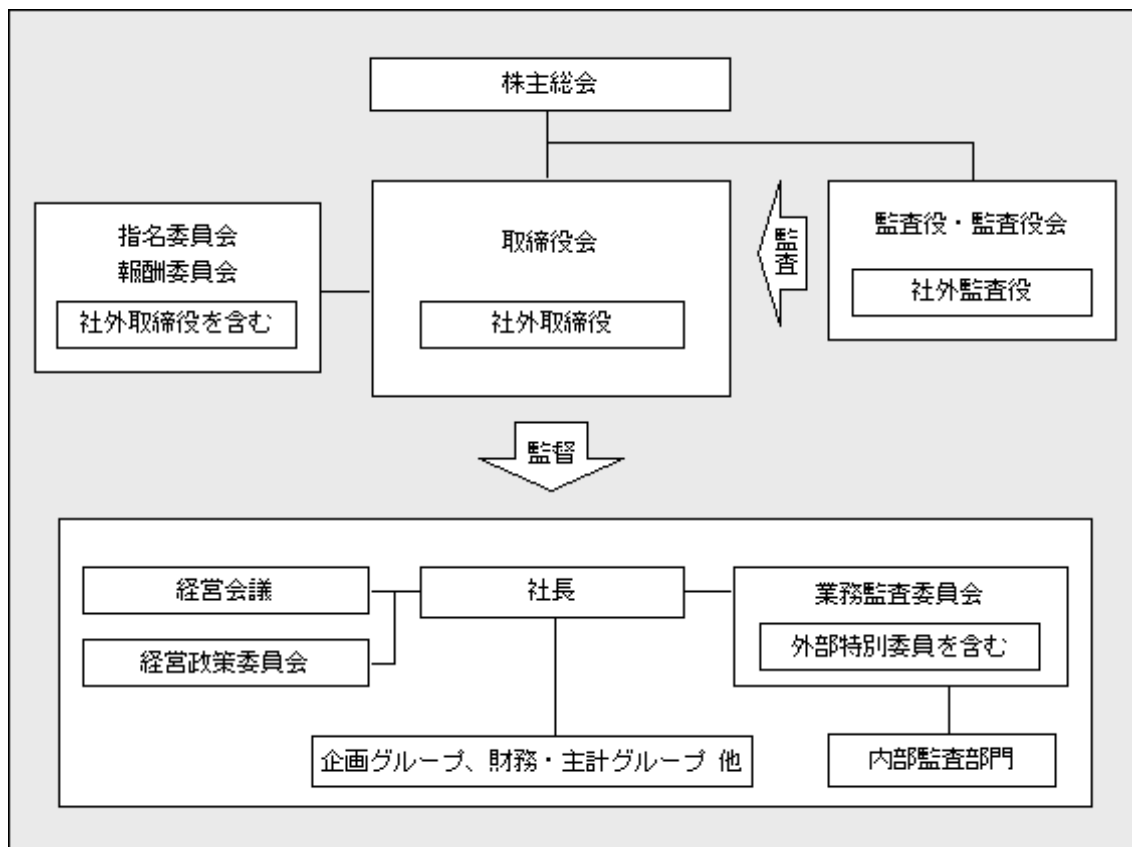 株主総会
指名委員会
報酬委員会
社外取締役を含む
取締役会
社外取締役
監査
監査役・監査役会
社外監査役
監督
経営会議
経営政策委員会
社長
業務監査委員会
外部特別委員を含む
企画グループ、財務・主計グループ 他
内部監査部門